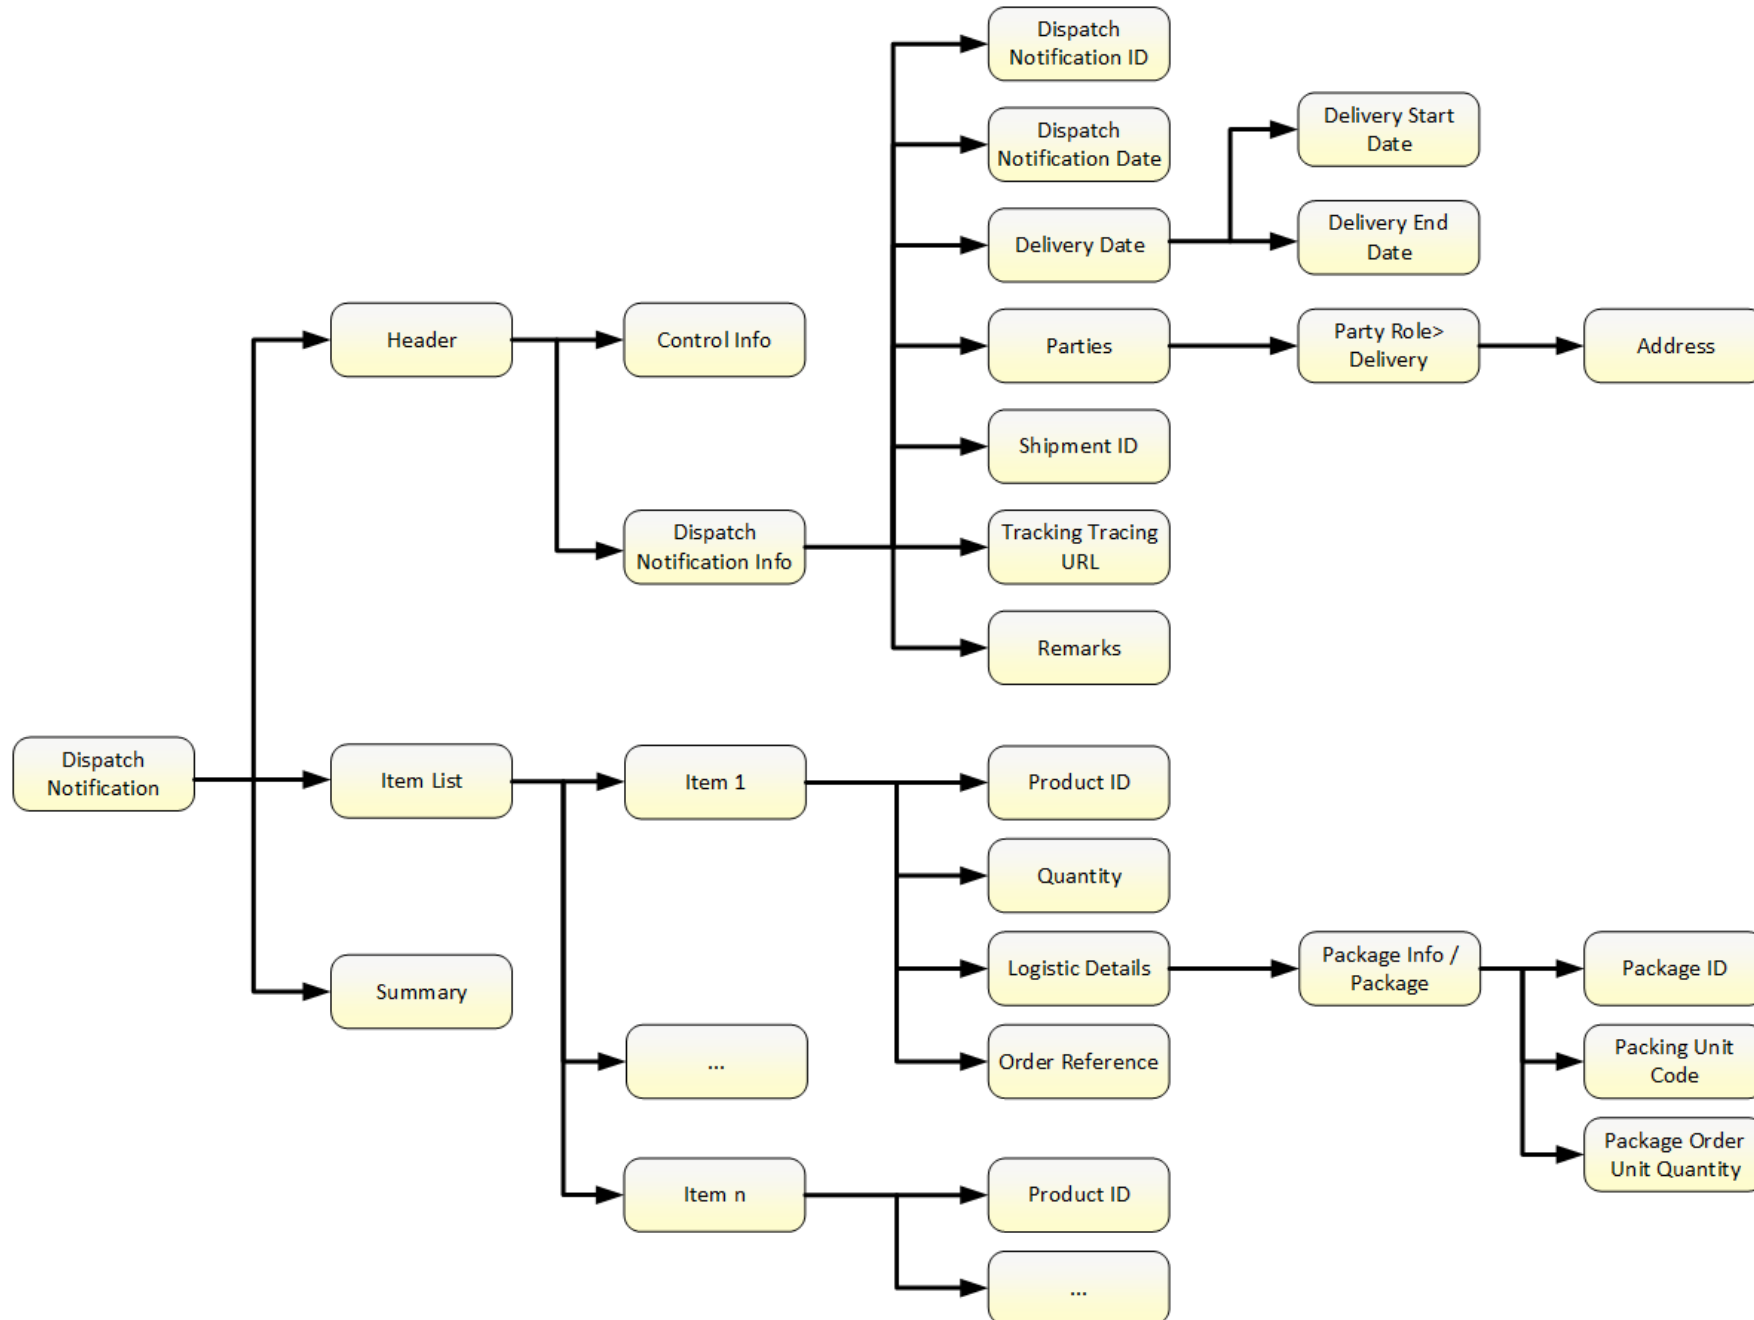 Dispatch
Notification ID
Dispatch
Notification Date
Delivery Start
Date
Delivery Date
Delivery End
Date
Header
Control Info
Parties
Party Role>
Delivery
Address
Shipment ID
Dispatch
Notification Info
Tracking Tracing
URL
Remarks
Dispatch
Notification
Item List
Item 1
Product ID
Quantity
Logistic Details
Package Info /
Package
Package ID
Summary
...
Order Reference
Packing Unit
Code
Package Order
Unit Quantity
Item n
Product ID
...